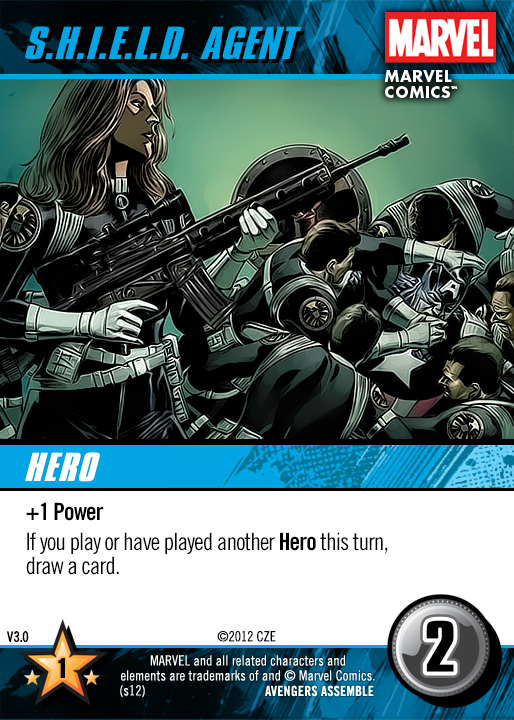 S.H.I.E.L.D. AGENT
MARVEL
MARVEL
COMICS™
HERO
+1 Power
If you play or have played another Hero this turn,
draw a card.
V3.0
©2012 CZE
1
MARVEL and all related characters and
elements are trademarks of and © Marvel Comics.
(s12)
AVENGERS ASSEMBLE
2